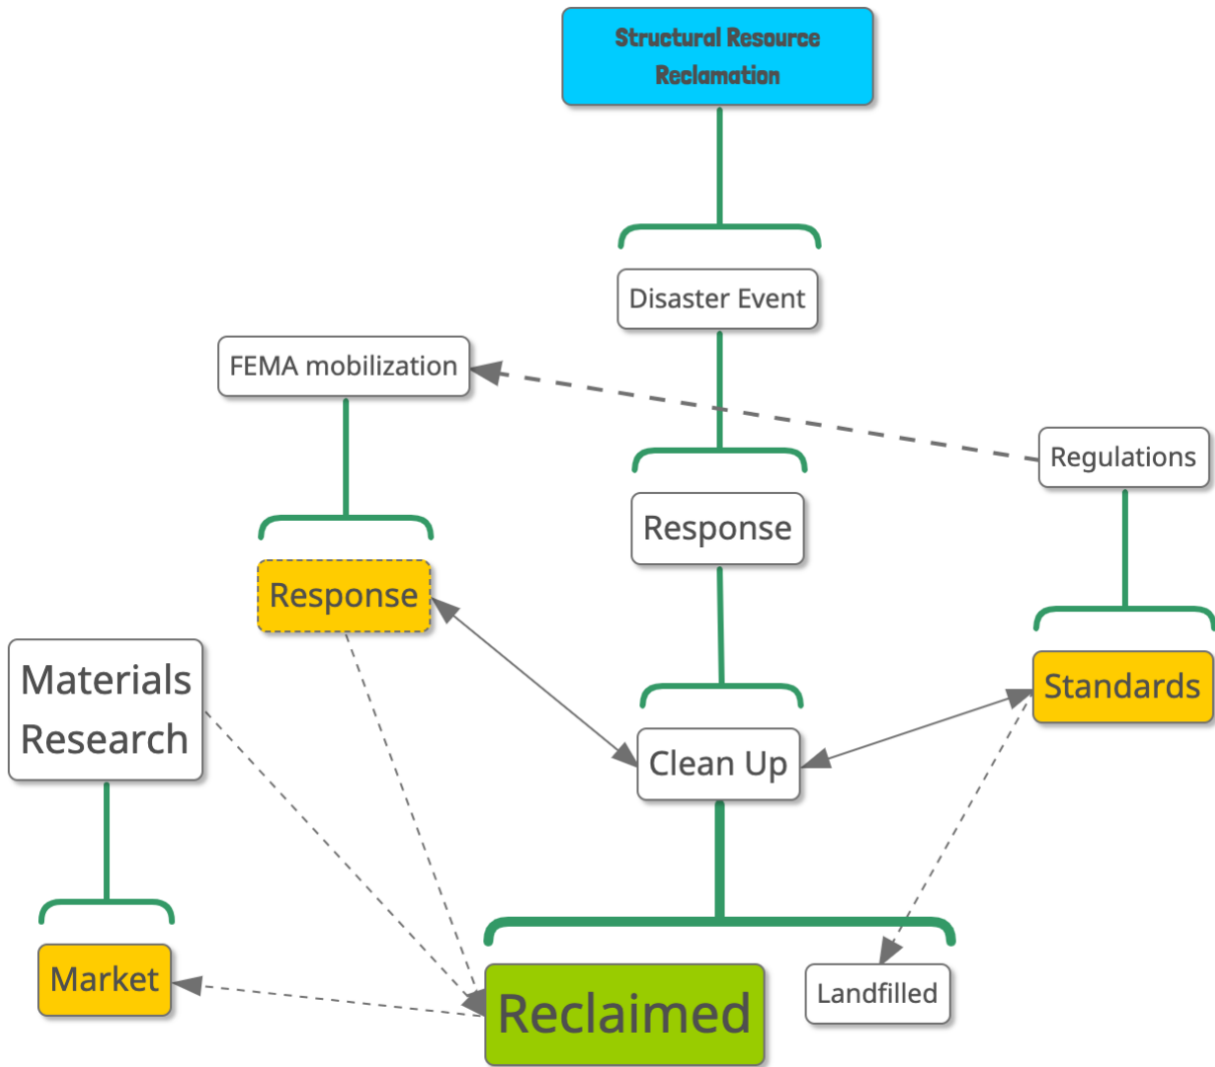 Structural Resource
Reclamation
Disaster Event
FEMA mobilization
Regulations
Response
Response
Materials
Research
Standards
Clean Up
Market
Reclaimed
Landfilled